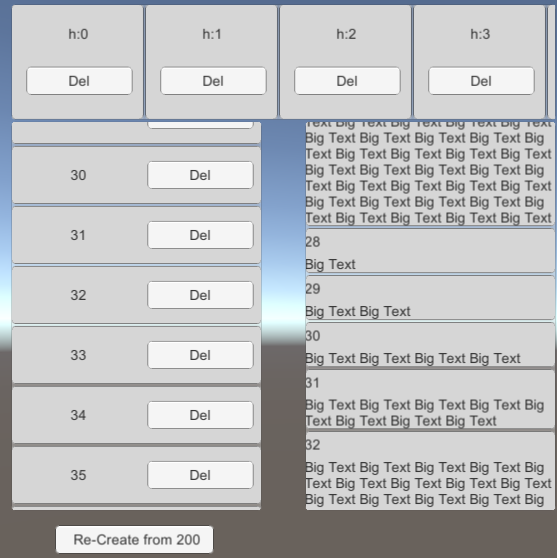 h:0
h:1
h:2
h:3
Del
Del
Del
Del
30
Del
31
Del
32
Del
33
Del
34
Del
35
Del
Text Big Text Big Text Big Text Big Text
Big Text Big Text Big Text Big Text Big
Text Big Text Big Text Big Text Big Text
Big Text Big Text Big Text Big Text Big
Text Big Text Big Text Big Text Big Text
Big Text Big Text Big Text Big Text Big
Text Big Text Big Text Big Text Big Text
28
Big Text
29
Big Text Big Text
30
Big Text Big Text Big Text Big Text
31
Big Text Big Text Big Text Big Text Big
Text Big Text Big Text Big Text
32
Big Text Big Text Big Text Big Text Big
Text Big Text Big Text Big Text Big Text
Big Text Big Text Big Text Big Text Big
Re-Create from 200